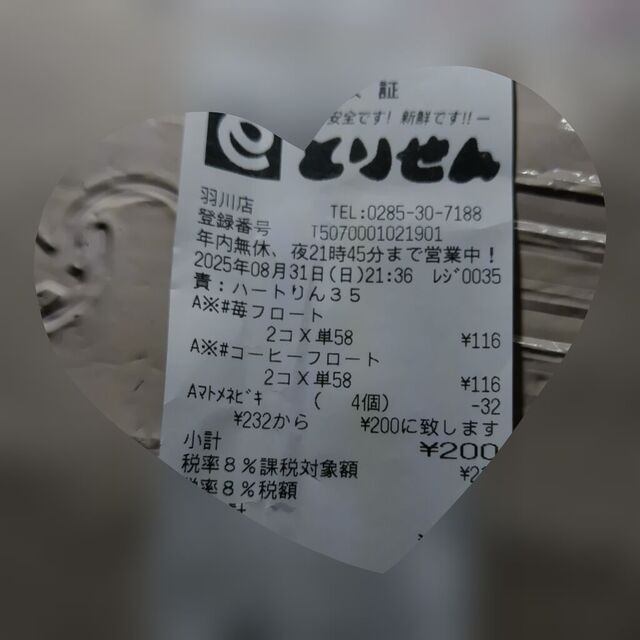 証
安全です! 新鮮です!!ー
とりせん
羽川店 TEL:0285-30-7188
登録番号 T5070001021901
年内無休、夜21時45分まで営業中!
2025年08月31日(日)21:36 ﾚｼﾞ0035
責:ハートりん35
A※#苺フロート
2コX単58 ¥116
A※#コーヒーフロート
2コX単58 ¥116
Aﾏﾄﾒﾈﾋﾞｷ ( 4個) -32
¥232から ¥200に致します
小計 ¥200
税率8%課税対象額
税率8%税額